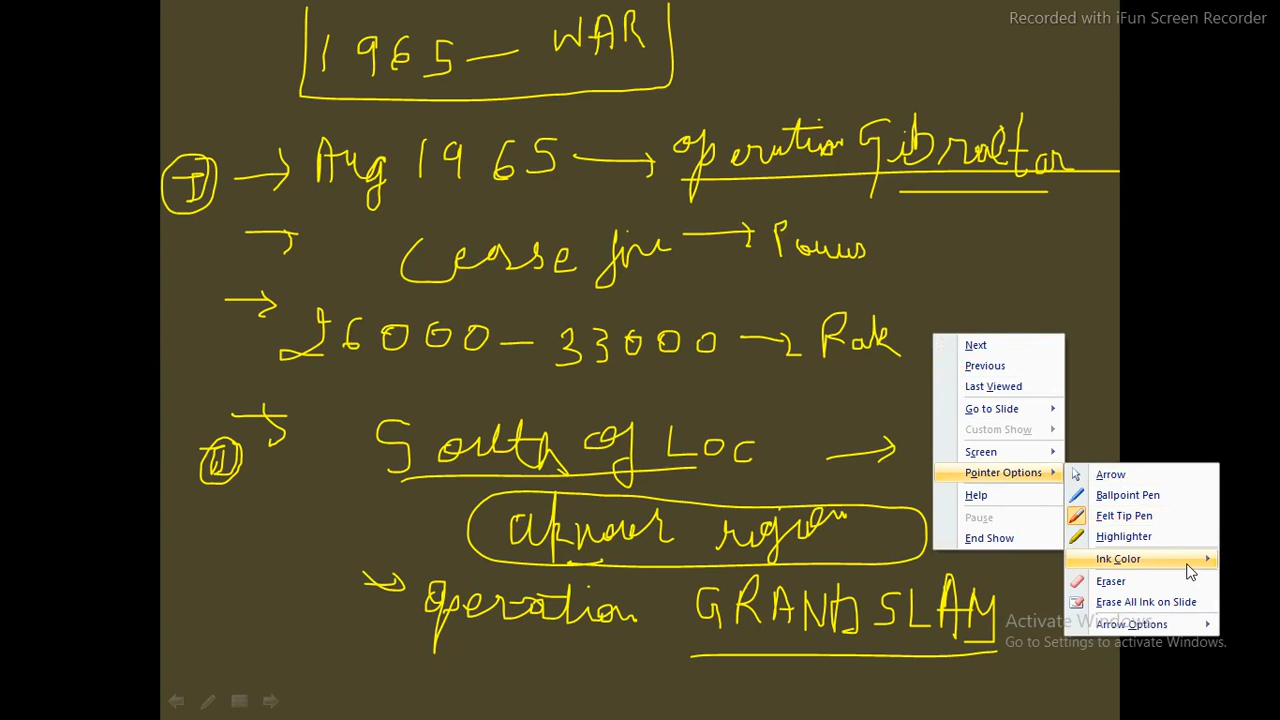 Recorded with iFun Screen Recorder
1965 — WAR
I → Aug 1965 → operation Gibraltar
→ Cease fire →
→ 26000 – 33000 → Pak
II → South of LOC →
aknour region
→ operation GRAND SLAM
Next
Previous
Last Viewed
Go to Slide
Custom Show
Screen
Pointer Options
Help
Pause
End Show
Arrow
Ballpoint Pen
Felt Tip Pen
Highlighter
Ink Color
Eraser
Erase All Ink on Slide
Arrow Options
Activate Windows
Go to Settings to activate Windows.